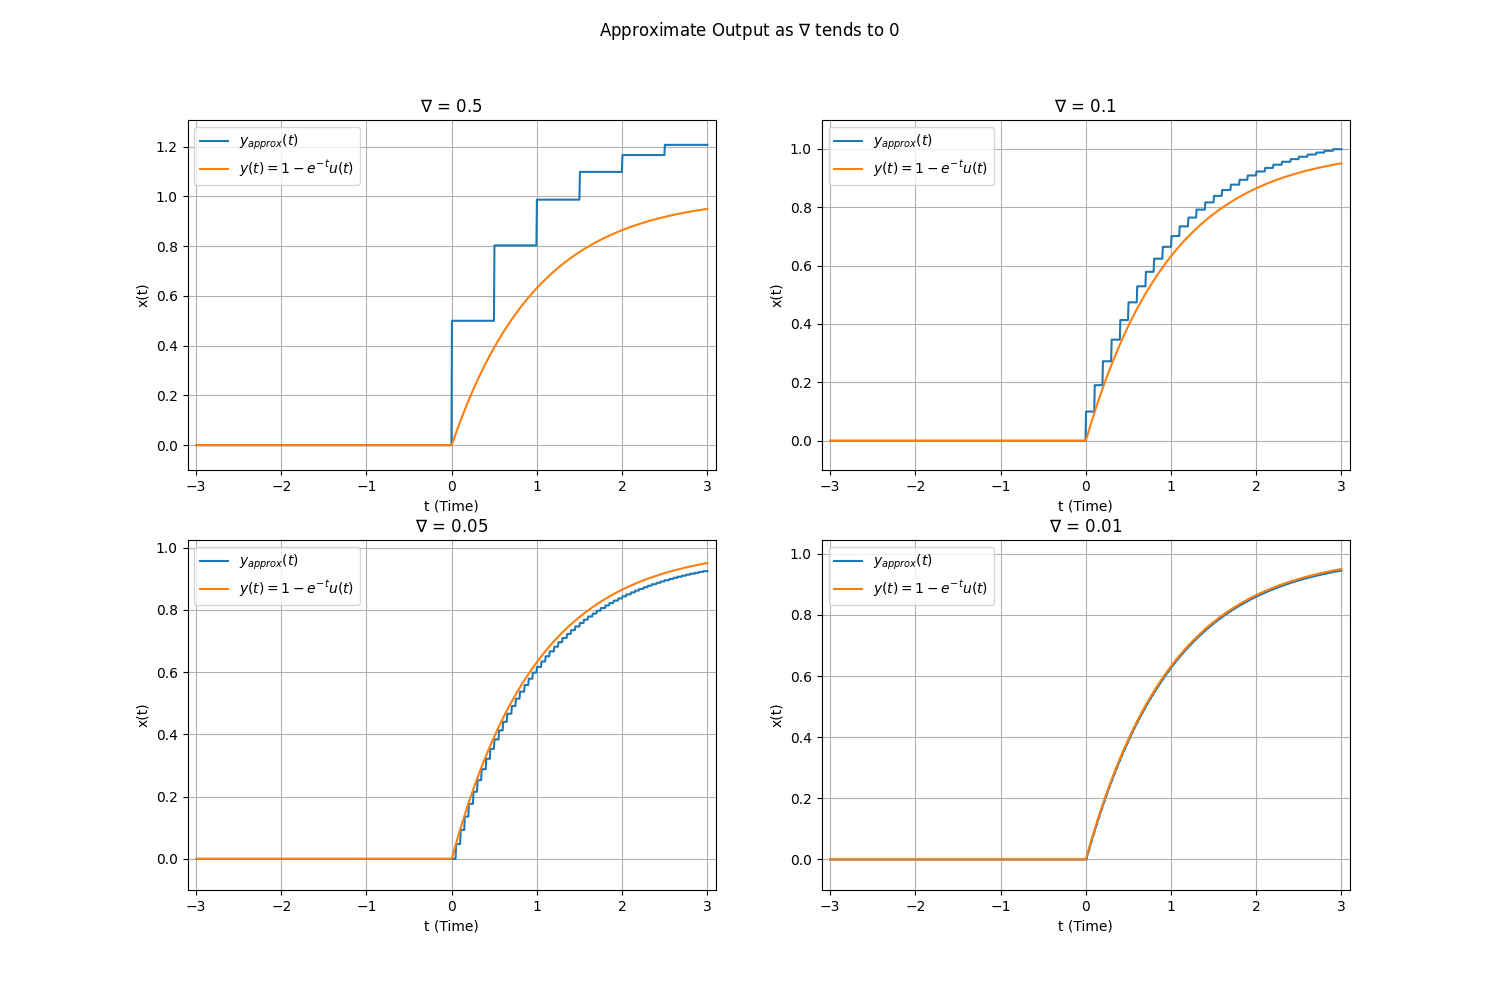 Approximate Output as ∇ tends to 0
∇ = 0.5
y_approx(t)
y(t) = 1 − e^{−t}u(t)
x(t)
1.2
1.0
0.8
0.6
0.4
0.2
0.0
−3 −2 −1 0 1 2 3
t (Time)
∇ = 0.1
y_approx(t)
y(t) = 1 − e^{−t}u(t)
x(t)
1.0
0.8
0.6
0.4
0.2
0.0
−3 −2 −1 0 1 2 3
t (Time)
∇ = 0.05
y_approx(t)
y(t) = 1 − e^{−t}u(t)
x(t)
1.0
0.8
0.6
0.4
0.2
0.0
−3 −2 −1 0 1 2 3
t (Time)
∇ = 0.01
y_approx(t)
y(t) = 1 − e^{−t}u(t)
x(t)
1.0
0.8
0.6
0.4
0.2
0.0
−3 −2 −1 0 1 2 3
t (Time)